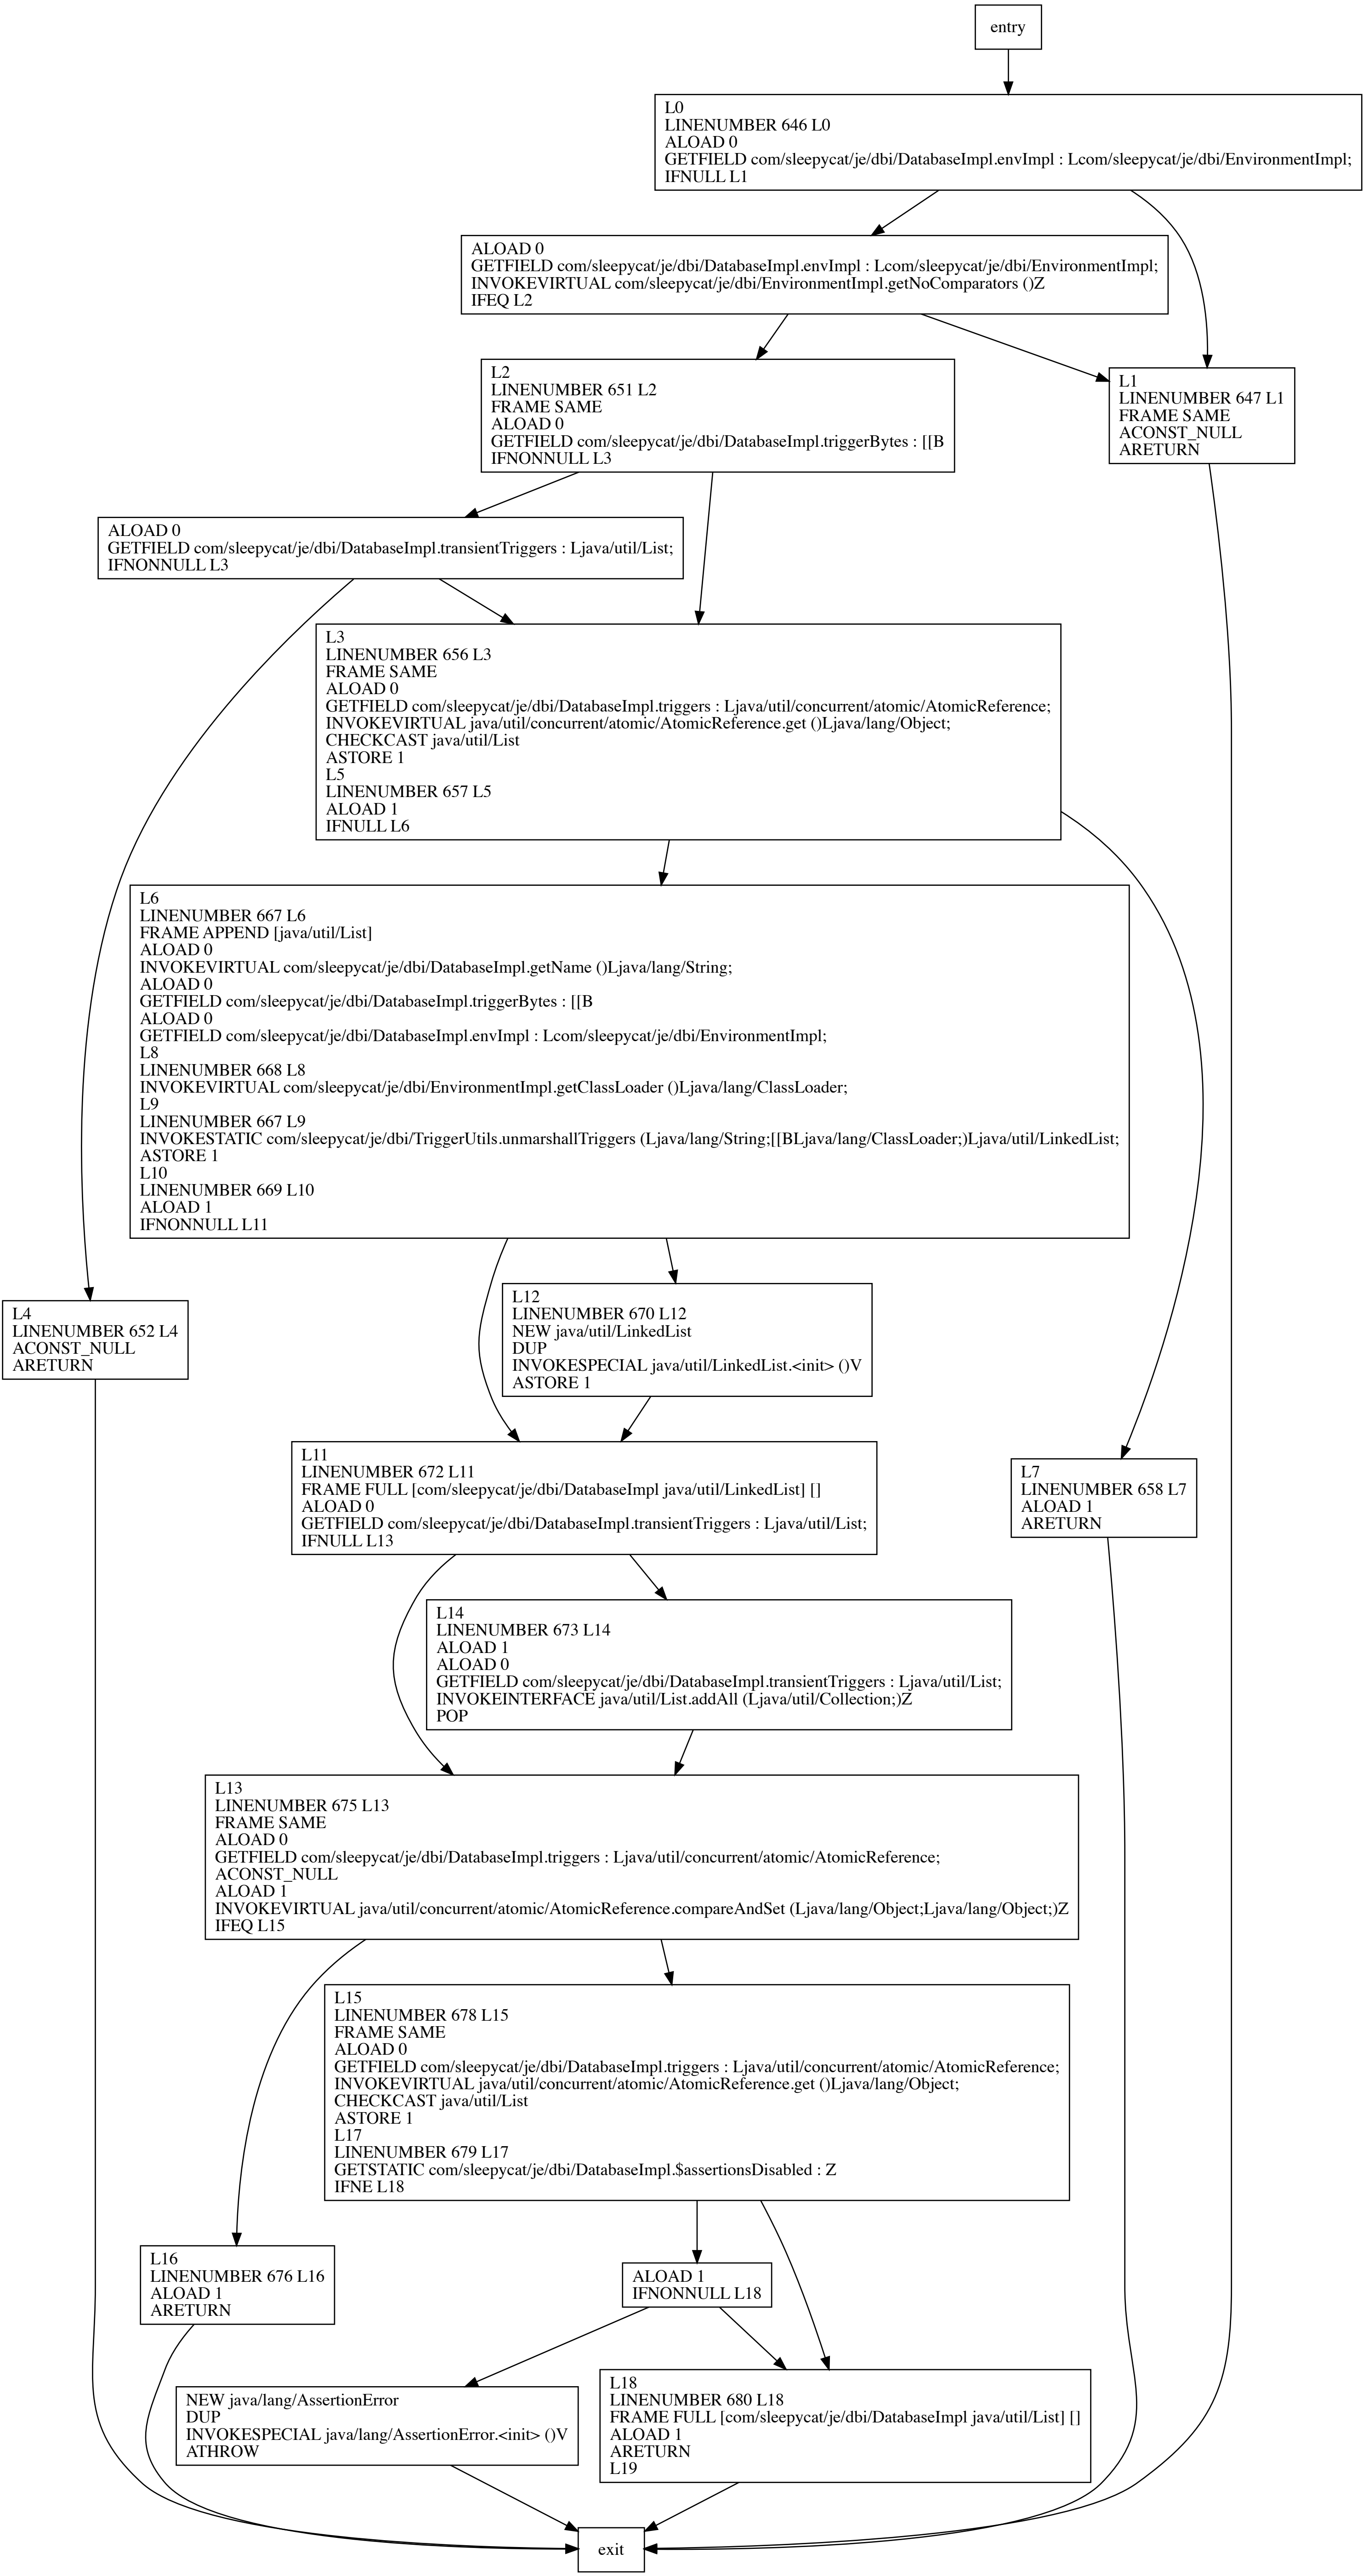 entry
L0
LINENUMBER 646 L0
ALOAD 0
GETFIELD com/sleepycat/je/dbi/DatabaseImpl.envImpl : Lcom/sleepycat/je/dbi/EnvironmentImpl;
IFNULL L1
ALOAD 0
GETFIELD com/sleepycat/je/dbi/DatabaseImpl.envImpl : Lcom/sleepycat/je/dbi/EnvironmentImpl;
INVOKEVIRTUAL com/sleepycat/je/dbi/EnvironmentImpl.getNoComparators ()Z
IFEQ L2
L2
LINENUMBER 651 L2
FRAME SAME
ALOAD 0
GETFIELD com/sleepycat/je/dbi/DatabaseImpl.triggerBytes : [[B
IFNONNULL L3
L1
LINENUMBER 647 L1
FRAME SAME
ACONST_NULL
ARETURN
ALOAD 0
GETFIELD com/sleepycat/je/dbi/DatabaseImpl.transientTriggers : Ljava/util/List;
IFNONNULL L3
L3
LINENUMBER 656 L3
FRAME SAME
ALOAD 0
GETFIELD com/sleepycat/je/dbi/DatabaseImpl.triggers : Ljava/util/concurrent/atomic/AtomicReference;
INVOKEVIRTUAL java/util/concurrent/atomic/AtomicReference.get ()Ljava/lang/Object;
CHECKCAST java/util/List
ASTORE 1
L5
LINENUMBER 657 L5
ALOAD 1
IFNULL L6
L6
LINENUMBER 667 L6
FRAME APPEND [java/util/List]
ALOAD 0
INVOKEVIRTUAL com/sleepycat/je/dbi/DatabaseImpl.getName ()Ljava/lang/String;
ALOAD 0
GETFIELD com/sleepycat/je/dbi/DatabaseImpl.triggerBytes : [[B
ALOAD 0
GETFIELD com/sleepycat/je/dbi/DatabaseImpl.envImpl : Lcom/sleepycat/je/dbi/EnvironmentImpl;
L8
LINENUMBER 668 L8
INVOKEVIRTUAL com/sleepycat/je/dbi/EnvironmentImpl.getClassLoader ()Ljava/lang/ClassLoader;
L9
LINENUMBER 667 L9
INVOKESTATIC com/sleepycat/je/dbi/TriggerUtils.unmarshallTriggers (Ljava/lang/String;[[BLjava/lang/ClassLoader;)Ljava/util/LinkedList;
ASTORE 1
L10
LINENUMBER 669 L10
ALOAD 1
IFNONNULL L11
L4
LINENUMBER 652 L4
ACONST_NULL
ARETURN
L12
LINENUMBER 670 L12
NEW java/util/LinkedList
DUP
INVOKESPECIAL java/util/LinkedList.<init> ()V
ASTORE 1
L11
LINENUMBER 672 L11
FRAME FULL [com/sleepycat/je/dbi/DatabaseImpl java/util/LinkedList] []
ALOAD 0
GETFIELD com/sleepycat/je/dbi/DatabaseImpl.transientTriggers : Ljava/util/List;
IFNULL L13
L7
LINENUMBER 658 L7
ALOAD 1
ARETURN
L14
LINENUMBER 673 L14
ALOAD 1
ALOAD 0
GETFIELD com/sleepycat/je/dbi/DatabaseImpl.transientTriggers : Ljava/util/List;
INVOKEINTERFACE java/util/List.addAll (Ljava/util/Collection;)Z
POP
L13
LINENUMBER 675 L13
FRAME SAME
ALOAD 0
GETFIELD com/sleepycat/je/dbi/DatabaseImpl.triggers : Ljava/util/concurrent/atomic/AtomicReference;
ACONST_NULL
ALOAD 1
INVOKEVIRTUAL java/util/concurrent/atomic/AtomicReference.compareAndSet (Ljava/lang/Object;Ljava/lang/Object;)Z
IFEQ L15
L15
LINENUMBER 678 L15
FRAME SAME
ALOAD 0
GETFIELD com/sleepycat/je/dbi/DatabaseImpl.triggers : Ljava/util/concurrent/atomic/AtomicReference;
INVOKEVIRTUAL java/util/concurrent/atomic/AtomicReference.get ()Ljava/lang/Object;
CHECKCAST java/util/List
ASTORE 1
L17
LINENUMBER 679 L17
GETSTATIC com/sleepycat/je/dbi/DatabaseImpl.$assertionsDisabled : Z
IFNE L18
L16
LINENUMBER 676 L16
ALOAD 1
ARETURN
ALOAD 1
IFNONNULL L18
NEW java/lang/AssertionError
DUP
INVOKESPECIAL java/lang/AssertionError.<init> ()V
ATHROW
L18
LINENUMBER 680 L18
FRAME FULL [com/sleepycat/je/dbi/DatabaseImpl java/util/List] []
ALOAD 1
ARETURN
L19
exit